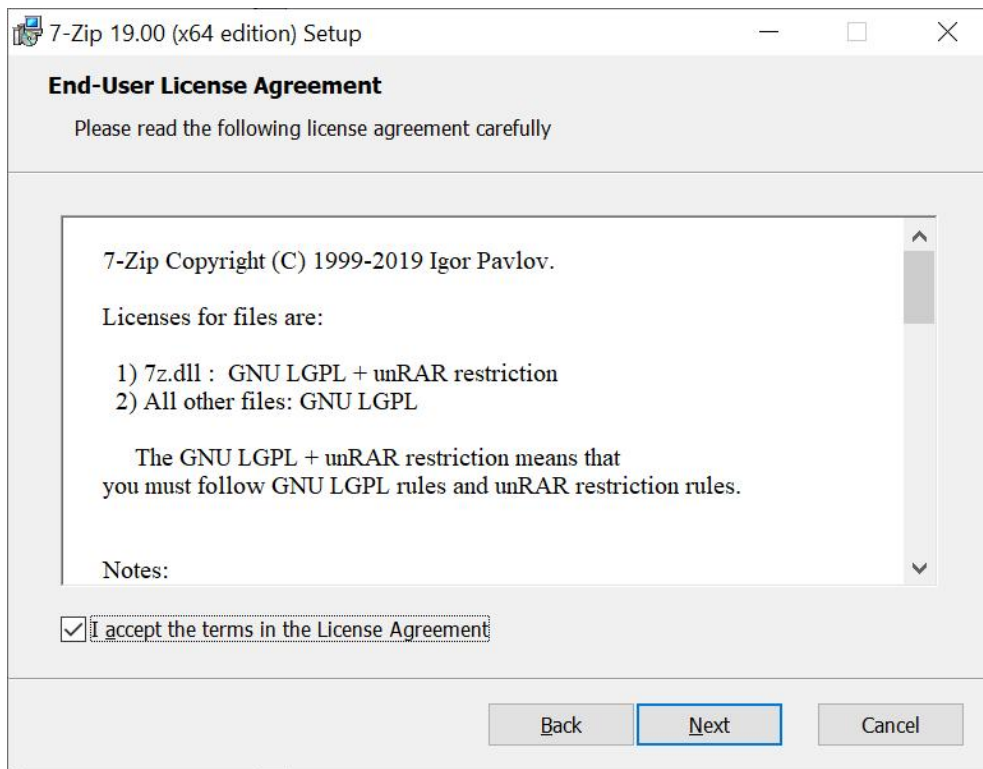 7-Zip 19.00 (x64 edition) Setup
End-User License Agreement
Please read the following license agreement carefully
7-Zip Copyright (C) 1999-2019 Igor Pavlov.
Licenses for files are:
1) 7z.dll :  GNU LGPL + unRAR restriction
2) All other files: GNU LGPL
The GNU LGPL + unRAR restriction means that
you must follow GNU LGPL rules and unRAR restriction rules.
Notes:
I accept the terms in the License Agreement
Back Next Cancel